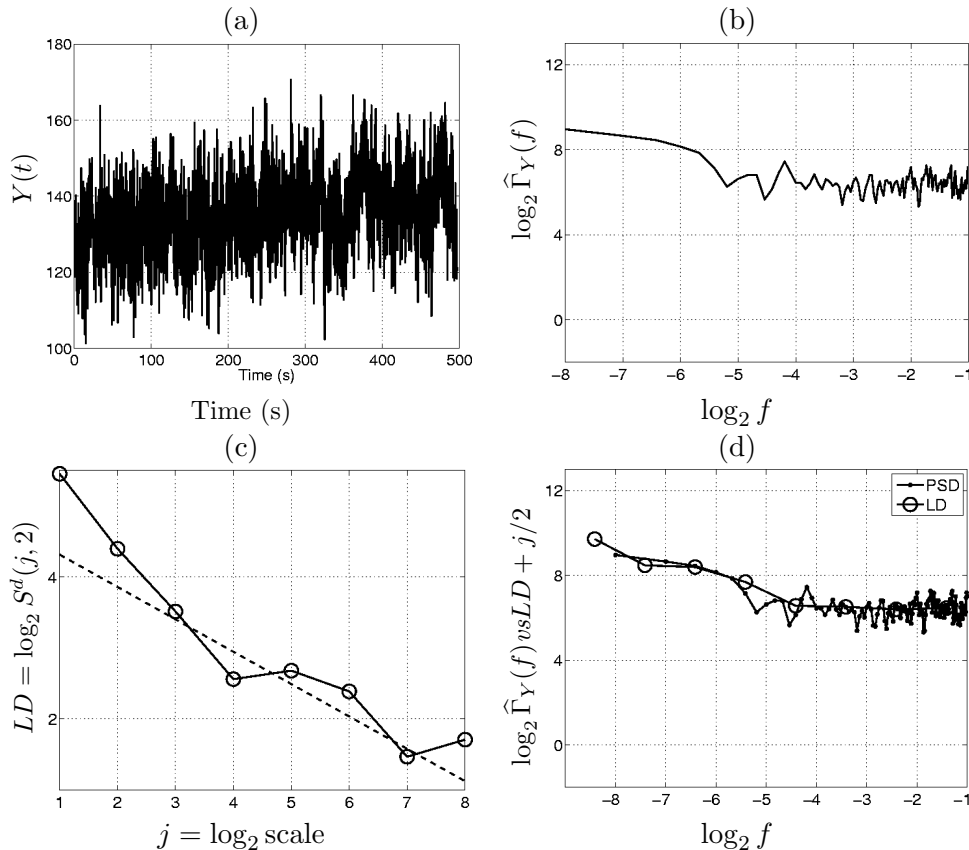 (a)
Y(t)
180
160
140
120
100
0 100 200 300 400 500
Time (s)
Time (s)
(b)
log₂ Γ̂_Y(f)
12
8
4
0
−8 −7 −6 −5 −4 −3 −2 −1
log₂ f
(c)
LD = log₂ S^d(j, 2)
4
2
1 2 3 4 5 6 7 8
j = log₂ scale
(d)
log₂ Γ̂_Y(f) vsLD + j/2
12
8
4
0
PSD
LD
−8 −7 −6 −5 −4 −3 −2 −1
log₂ f